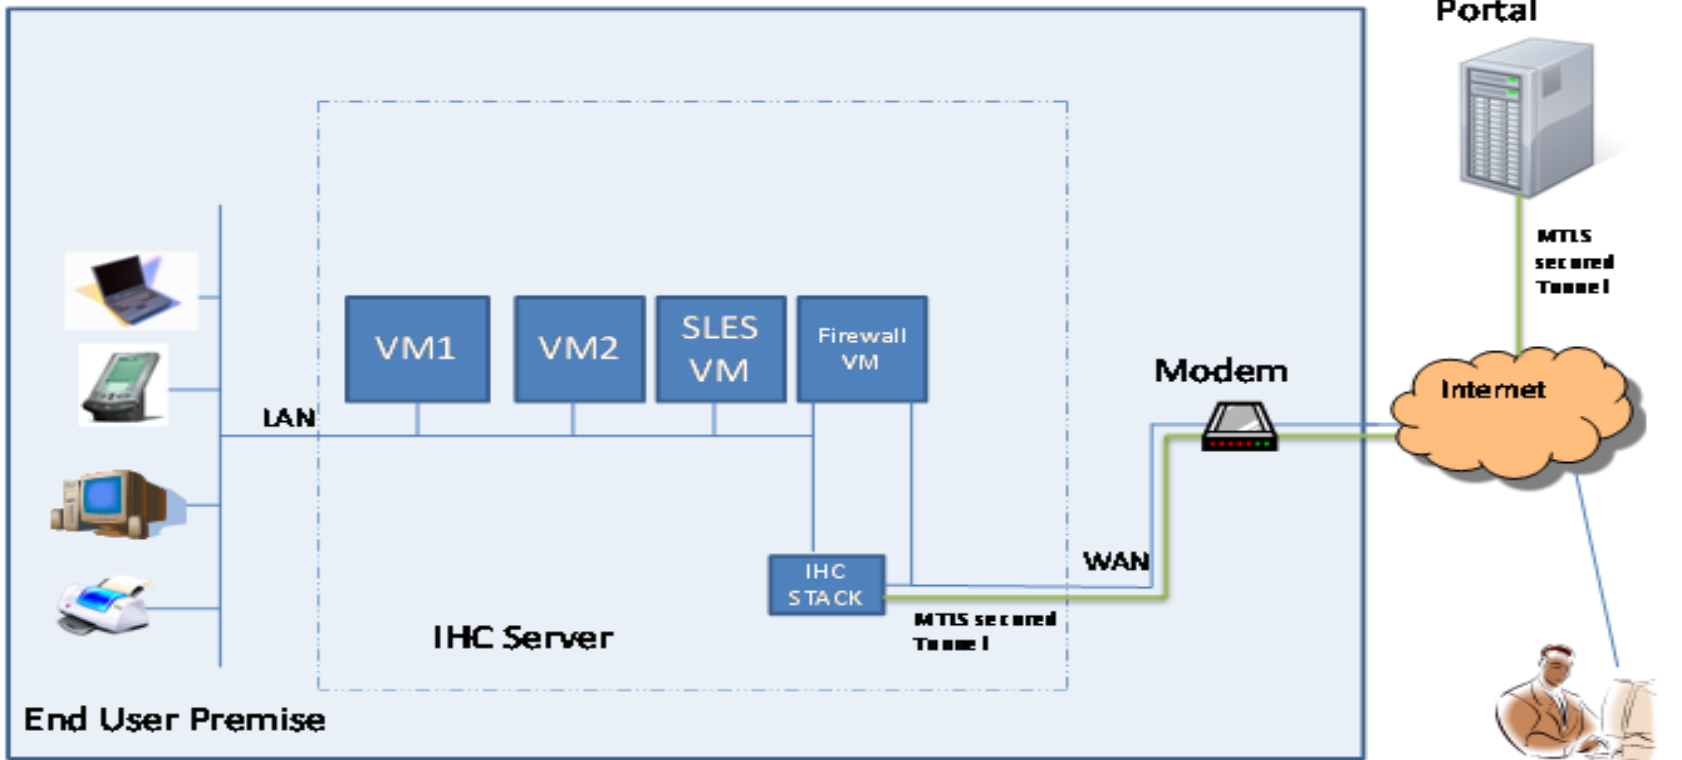 Portal
MTLS
secured
Tunnel
VM1
VM2
SLES
VM
Firewall
VM
Modem
Internet
LAN
WAN
IHC
STACK
MTLS secured
Tunnel
IHC Server
End User Premise